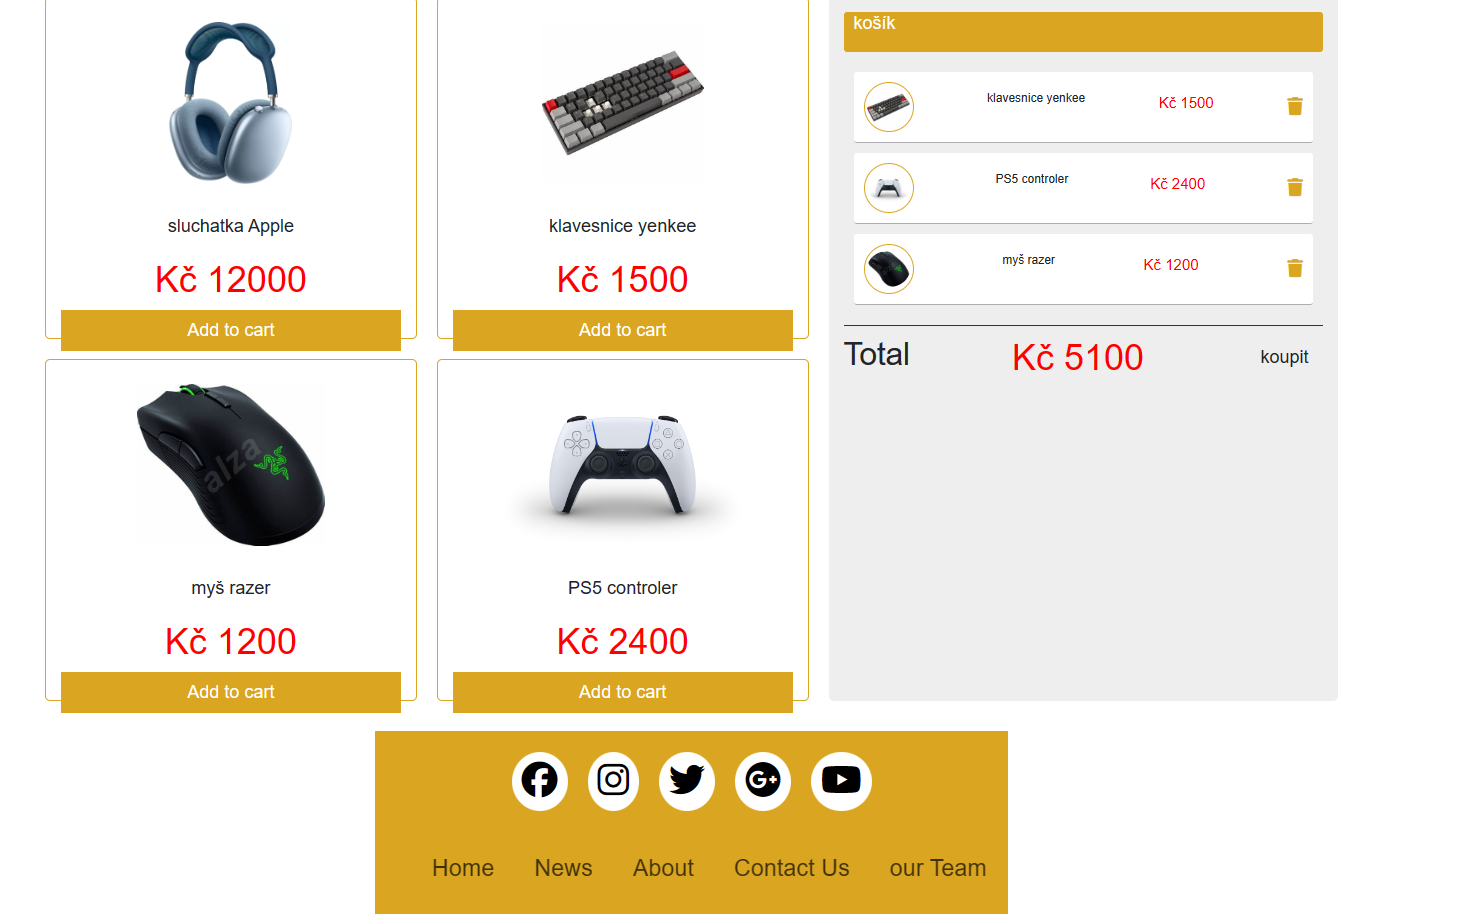 sluchatka Apple
Kč 12000
Add to cart
klavesnice yenkee
Kč 1500
Add to cart
alza
myš razer
Kč 1200
Add to cart
PS5 controler
Kč 2400
Add to cart
košík
klavesnice yenkee
Kč 1500
PS5 controler
Kč 2400
myš razer
Kč 1200
Total
Kč 5100
koupit
Home
News
About
Contact Us
our Team